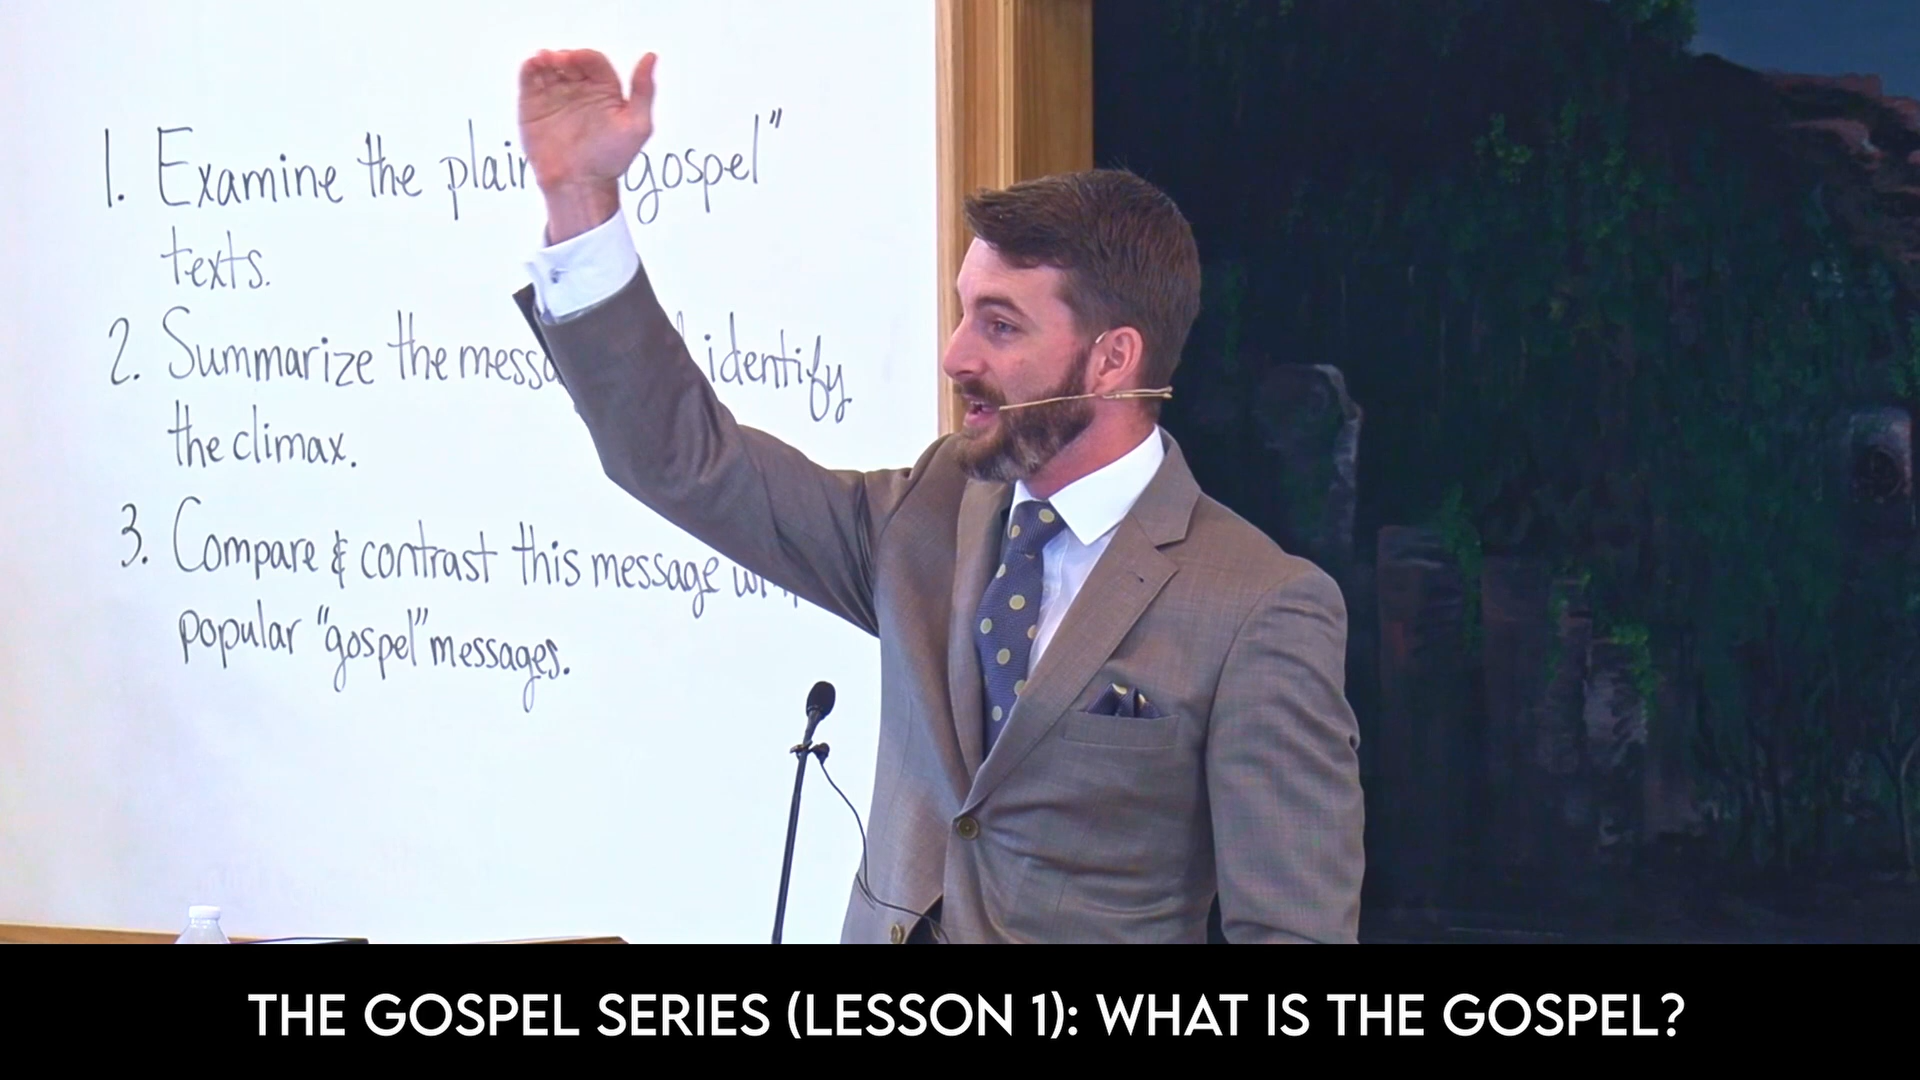 1. Examine the plain gospel"
texts.
2. Summarize the identify
the climax.
3. Compare & contrast this message
popular "gospel" messages.
THE GOSPEL SERIES (LESSON 1): WHAT IS THE GOSPEL?